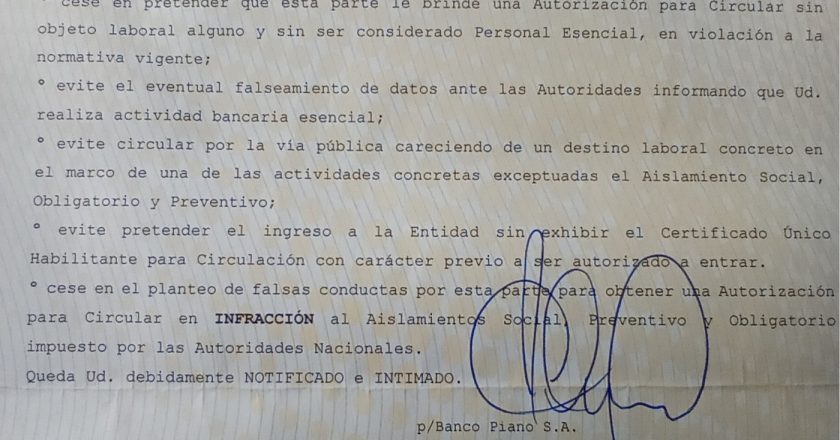 ° cese en pretender que esta parte le brinde una Autorización para Circular sin
objeto laboral alguno y sin ser considerado Personal Esencial, en violación a la
normativa vigente;
° evite el eventual falseamiento de datos ante las Autoridades informando que Ud.
realiza actividad bancaria esencial;
° evite circular por la vía pública careciendo de un destino laboral concreto en
el marco de una de las actividades concretas exceptuadas el Aislamiento Social,
Obligatorio y Preventivo;
° evite pretender el ingreso a la Entidad sin exhibir el Certificado Único
Habilitante para Circulación con carácter previo a ser autorizado a entrar.
° cese en el planteo de falsas conductas por esta parte para obtener una Autorización
para Circular en INFRACCIÓN al Aislamientos Social, Preventivo y Obligatorio
impuesto por las Autoridades Nacionales.
Queda Ud. debidamente NOTIFICADO e INTIMADO.
p/Banco Piano S.A.